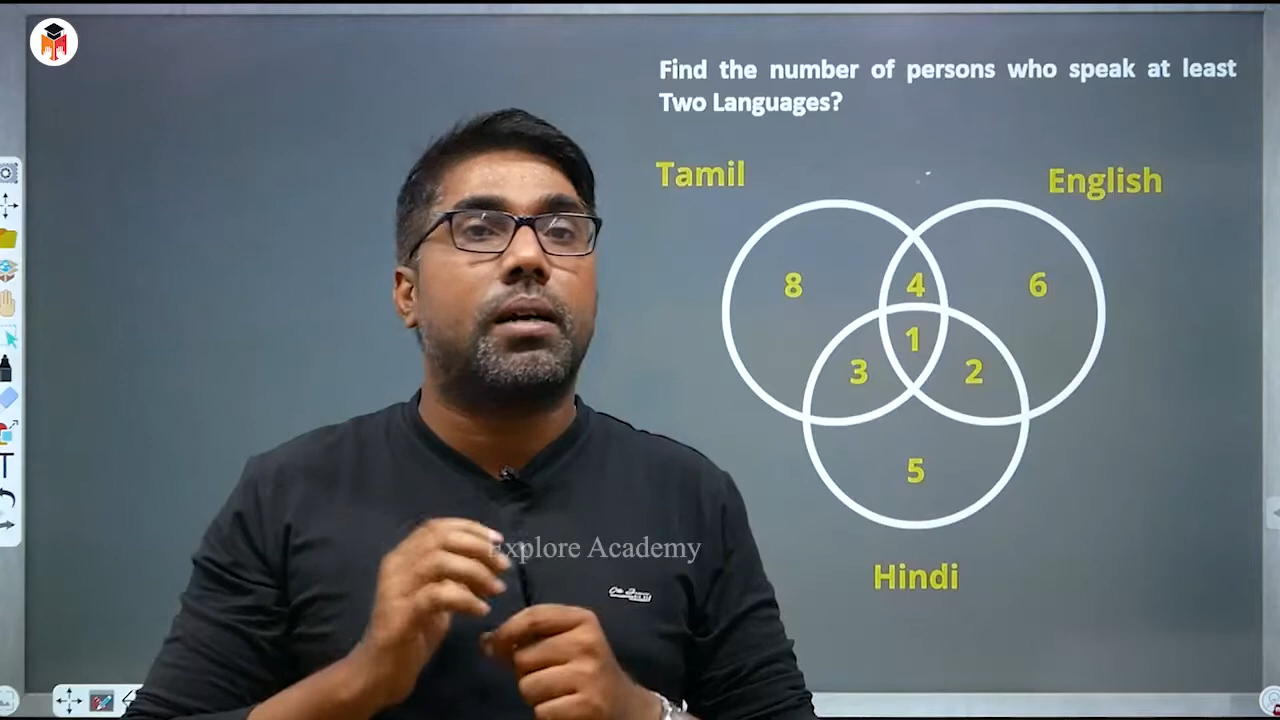 Find the number of persons who speak at least
Two Languages?
Tamil
English
8
4
6
1
3
2
5
Explore Academy
Hindi